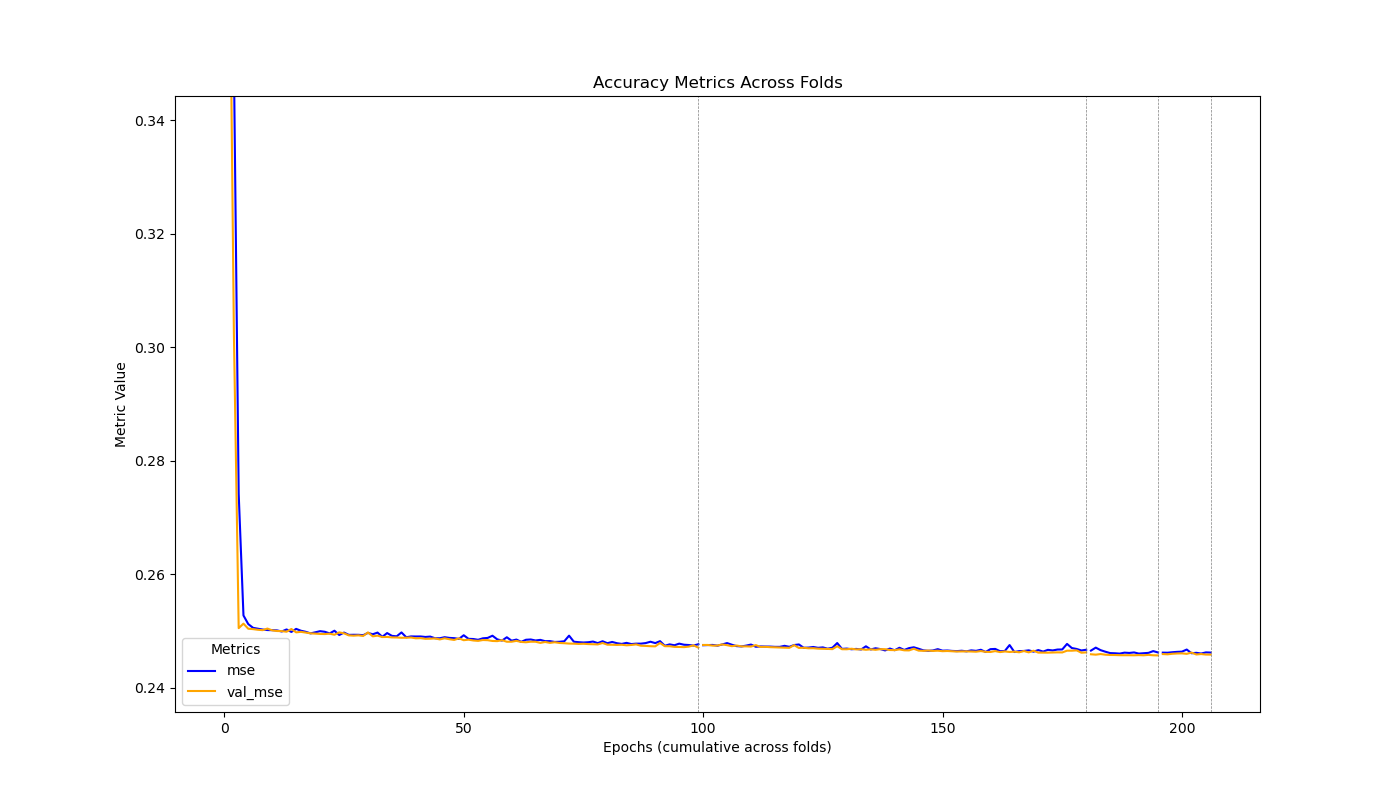 Accuracy Metrics Across Folds
Metric Value
0.34
0.32
0.30
0.28
0.26
0.24
Metrics
mse
val_mse
0
50
100
150
200
Epochs (cumulative across folds)